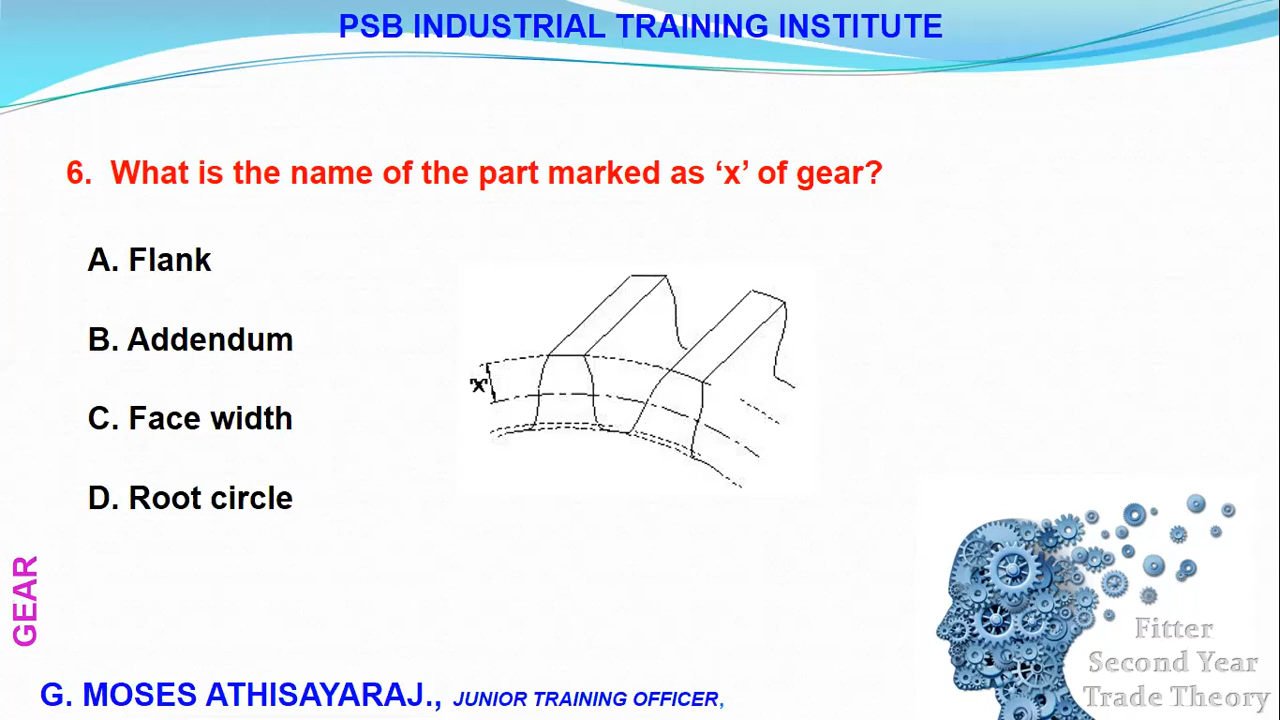 PSB INDUSTRIAL TRAINING INSTITUTE
6. What is the name of the part marked as ‘x’ of gear?
A. Flank
B. Addendum
C. Face width
D. Root circle
'X'
GEAR
Fitter
Second Year
Trade Theory
G. MOSES ATHISAYARAJ., JUNIOR TRAINING OFFICER,